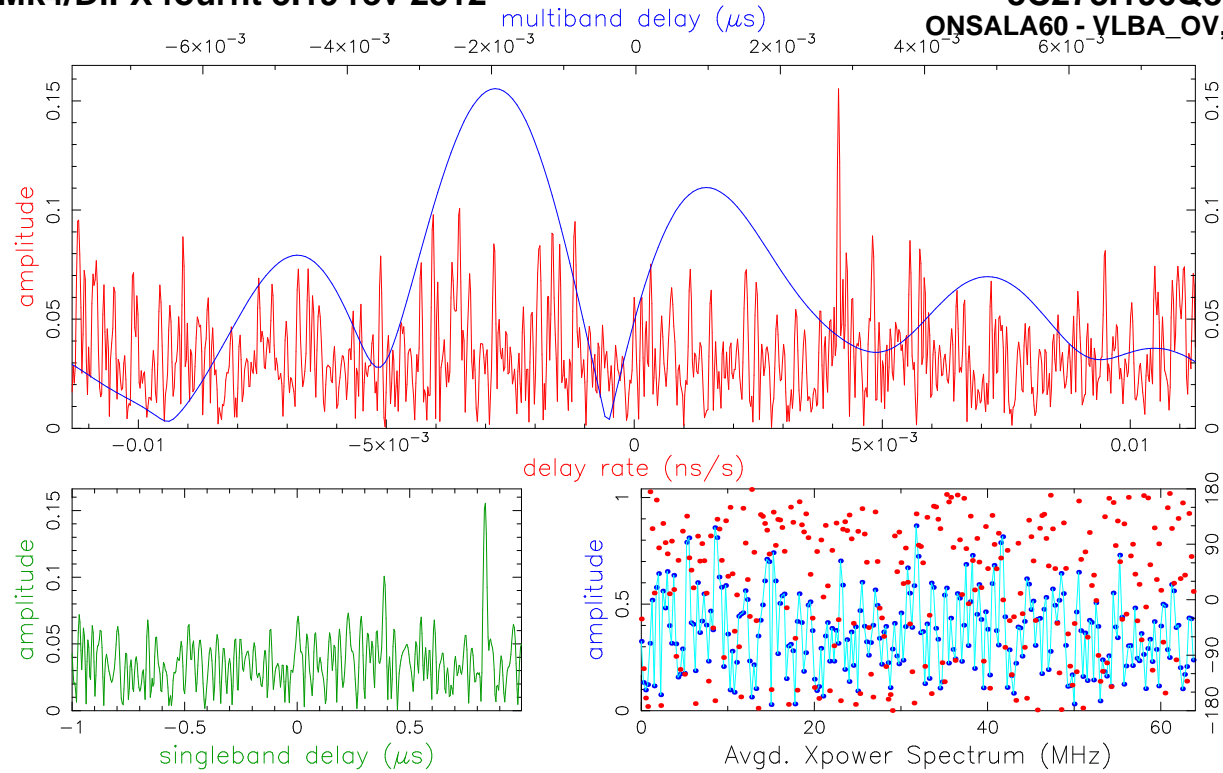 multiband delay (μs)
ONSALA60 - VLBA_OV,
−6×10⁻³ −4×10⁻³ −2×10⁻³ 0 2×10⁻³ 4×10⁻³ 6×10⁻³
amplitude
0 0.05 0.1 0.15
0 0.05 0.1 0.15
−0.01 −5×10⁻³ 0 5×10⁻³ 0.01
delay rate (ns/s)
amplitude
0 0.05 0.1 0.15
−1 −0.5 0 0.5
singleband delay (μs)
amplitude
0 0.5 1
−180 −90 0 90 180
0 20 40 60
Avgd. Xpower Spectrum (MHz)